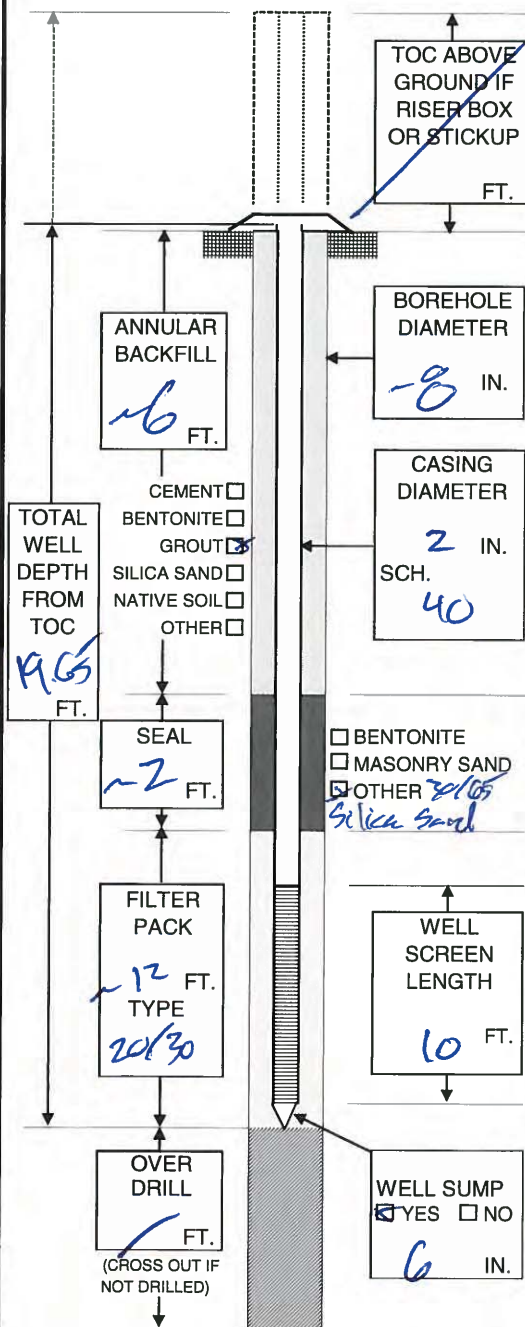 TOC ABOVE
GROUND IF
RISER BOX
OR STICKUP
FT.
ANNULAR
BACKFILL
~6 FT.
BOREHOLE
DIAMETER
~8 IN.
CEMENT ☐
BENTONITE ☐
GROUT ☒
SILICA SAND ☐
NATIVE SOIL ☐
OTHER ☐
CASING
DIAMETER
2 IN.
SCH.
40
TOTAL
WELL
DEPTH
FROM
TOC
19.65
FT.
SEAL
~2 FT.
☐ BENTONITE
☐ MASONRY SAND
☒ OTHER 30/65
Silica Sand
FILTER
PACK
~12 FT.
TYPE
20/30
WELL
SCREEN
LENGTH
10 FT.
OVER
DRILL
FT.
(CROSS OUT IF
NOT DRILLED)
WELL SUMP
☒ YES ☐ NO
6 IN.